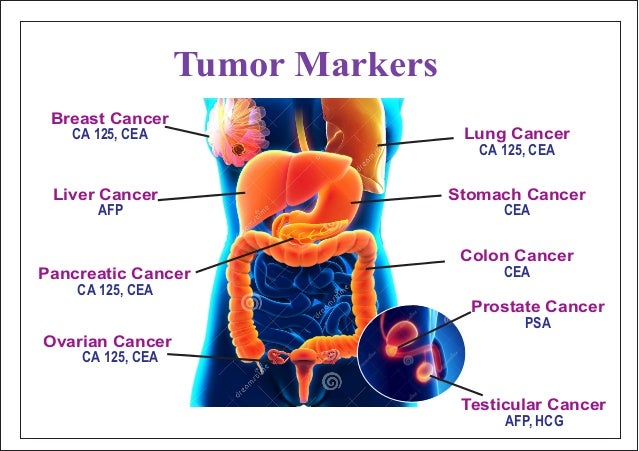 Tumor Markers
Breast Cancer
CA 125, CEA
Liver Cancer
AFP
Pancreatic Cancer
CA 125, CEA
Ovarian Cancer
CA 125, CEA
Lung Cancer
CA 125, CEA
Stomach Cancer
CEA
Colon Cancer
CEA
Prostate Cancer
PSA
Testicular Cancer
AFP, HCG
dreamstime